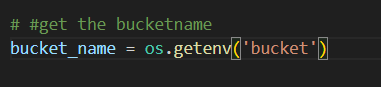 # #get the bucketname
bucket_name = os.getenv('bucket')